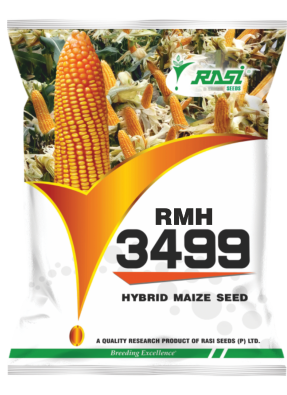 RASI
SEEDS
RMH
3499
HYBRID MAIZE SEED
A QUALITY RESEARCH PRODUCT OF RASI SEEDS (P) LTD.
Breeding Excellence